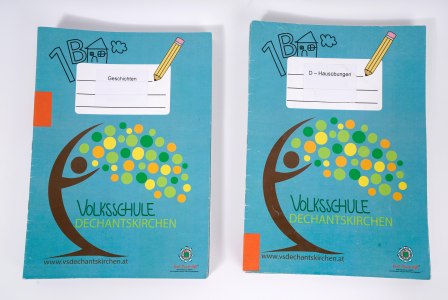 1B
Geschichten
VOLKSSCHULE
DECHANTSKIRCHEN
www.vsdechantskirchen.at
1B
D – Hausübungen
VOLKSSCHULE
DECHANTSKIRCHEN
www.vsdechantskirchen.at